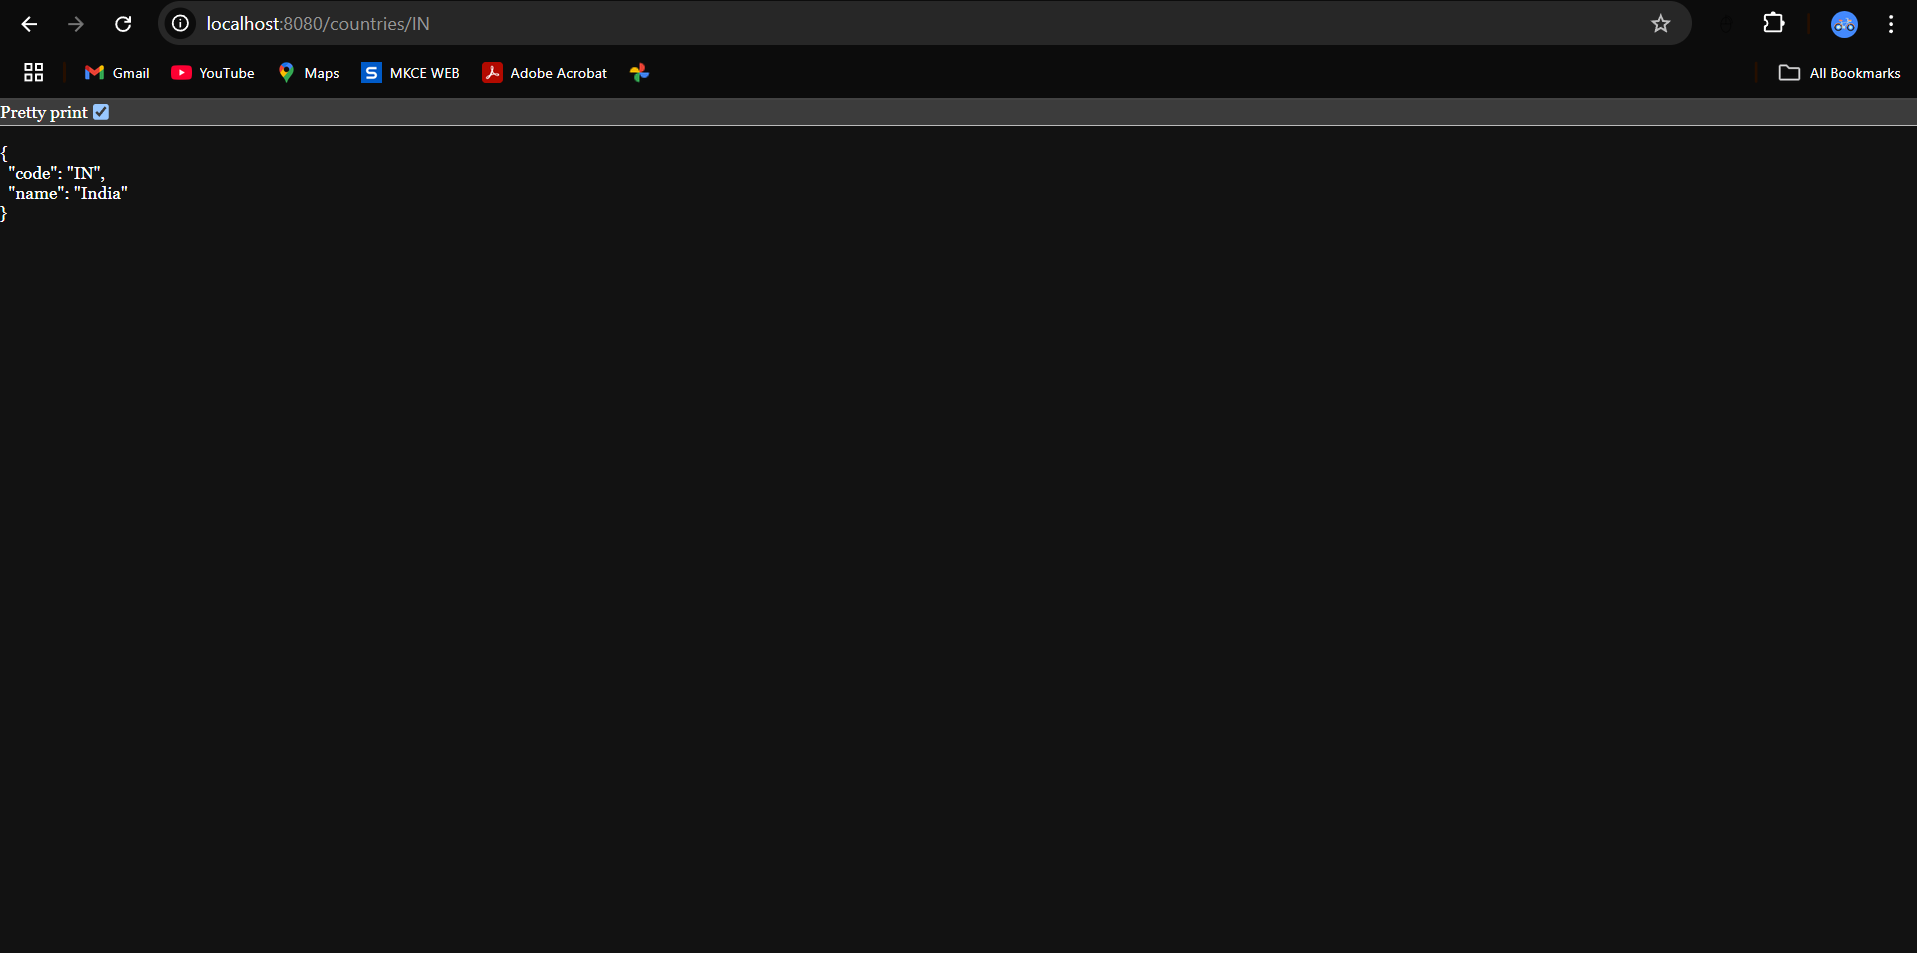 localhost:8080/countries/IN
Gmail YouTube Maps S MKCE WEB Adobe Acrobat All Bookmarks
Pretty print
{
"code": "IN",
"name": "India"
}